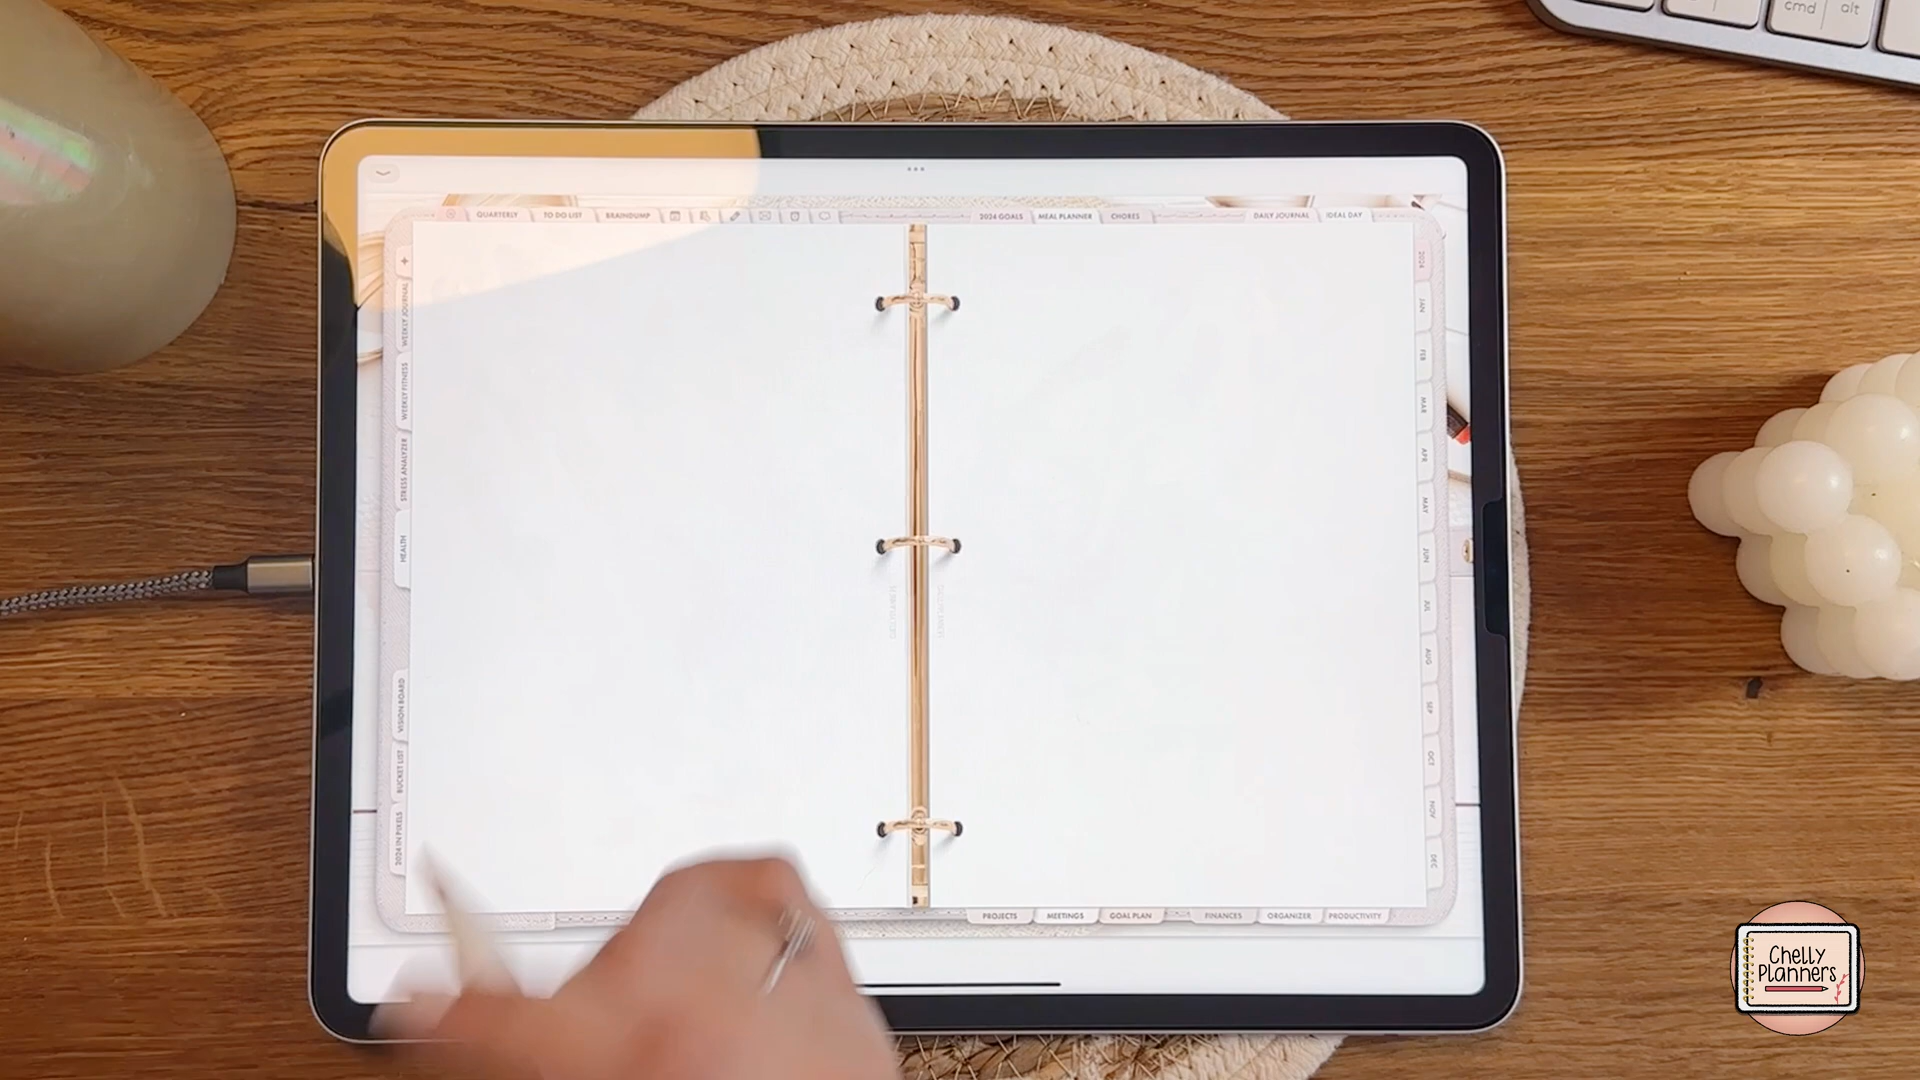 cmd alt
QUARTERLY TO DO LIST BRAINDUMP 2024 GOALS MEAL PLANNER CHORES DAILY JOURNAL IDEAL DAY
WEEKLY JOURNAL
WEEKLY FITNESS
STRESS ANALYZER
HEALTH
VISION BOARD
BUCKET LIST
2024 IN PIXELS
2024
JAN
FEB
MAR
APR
MAY
JUN
JUL
AUG
SEP
OCT
NOV
DEC
PROJECTS MEETINGS GOAL PLAN FINANCES ORGANIZER PRODUCTIVITY
Chelly
Planners